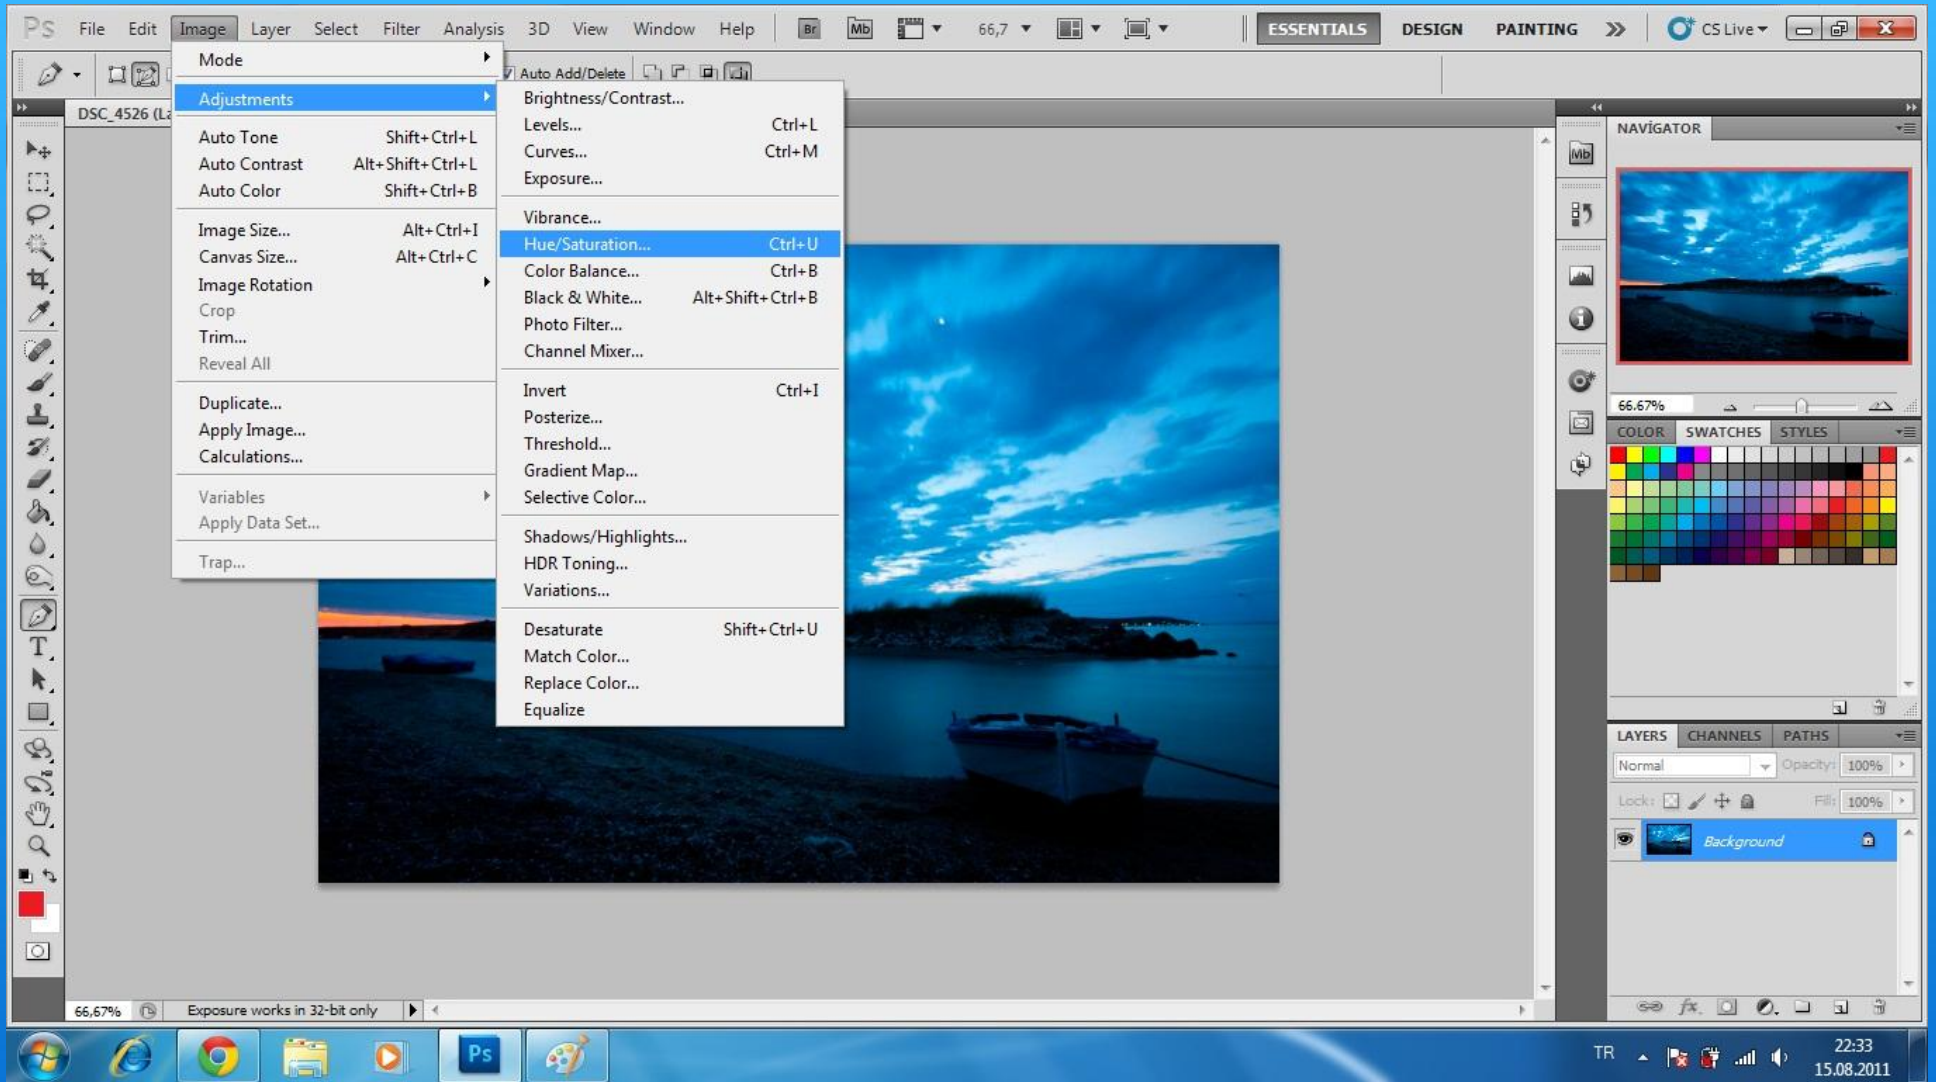 Ps File Edit Image Layer Select Filter Analysis 3D View Window Help Br Mb 66,7 ESSENTIALS DESIGN PAINTING CS Live
Auto Add/Delete
DSC_4526
Mode
Adjustments
Auto Tone Shift+Ctrl+L
Auto Contrast Alt+Shift+Ctrl+L
Auto Color Shift+Ctrl+B
Image Size... Alt+Ctrl+I
Canvas Size... Alt+Ctrl+C
Image Rotation
Crop
Trim...
Reveal All
Duplicate...
Apply Image...
Calculations...
Variables
Apply Data Set...
Trap...
Brightness/Contrast...
Levels... Ctrl+L
Curves... Ctrl+M
Exposure...
Vibrance...
Hue/Saturation... Ctrl+U
Color Balance... Ctrl+B
Black & White... Alt+Shift+Ctrl+B
Photo Filter...
Channel Mixer...
Invert Ctrl+I
Posterize...
Threshold...
Gradient Map...
Selective Color...
Shadows/Highlights...
HDR Toning...
Variations...
Desaturate Shift+Ctrl+U
Match Color...
Replace Color...
Equalize
NAVİGATOR
Mb
66.67%
COLOR SWATCHES STYLES
LAYERS CHANNELS PATHS
Normal Opacity: 100%
Lock: Fill: 100%
Background
T
66,67% Exposure works in 32-bit only
fx.
Ps
TR
22:33
15.08.2011